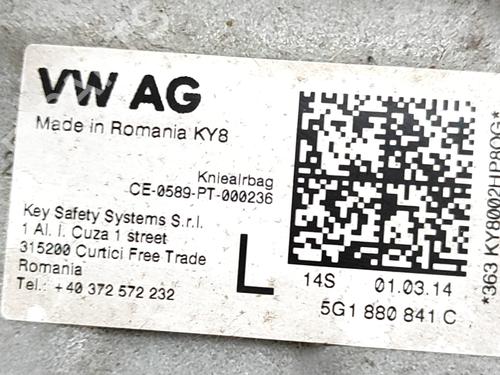 VW AG
Made in Romania KY8
Kniealrbag
CE-0589-PT-000236
Key Safety Systems S.r.l.
1 Al. I. Cuza 1 street
315200 Curtici Free Trade
Romania
Tel.: +40 372 572 232
L
14S 01.03.14
5G1 880 841 C
*363 KY8002HP8QG*